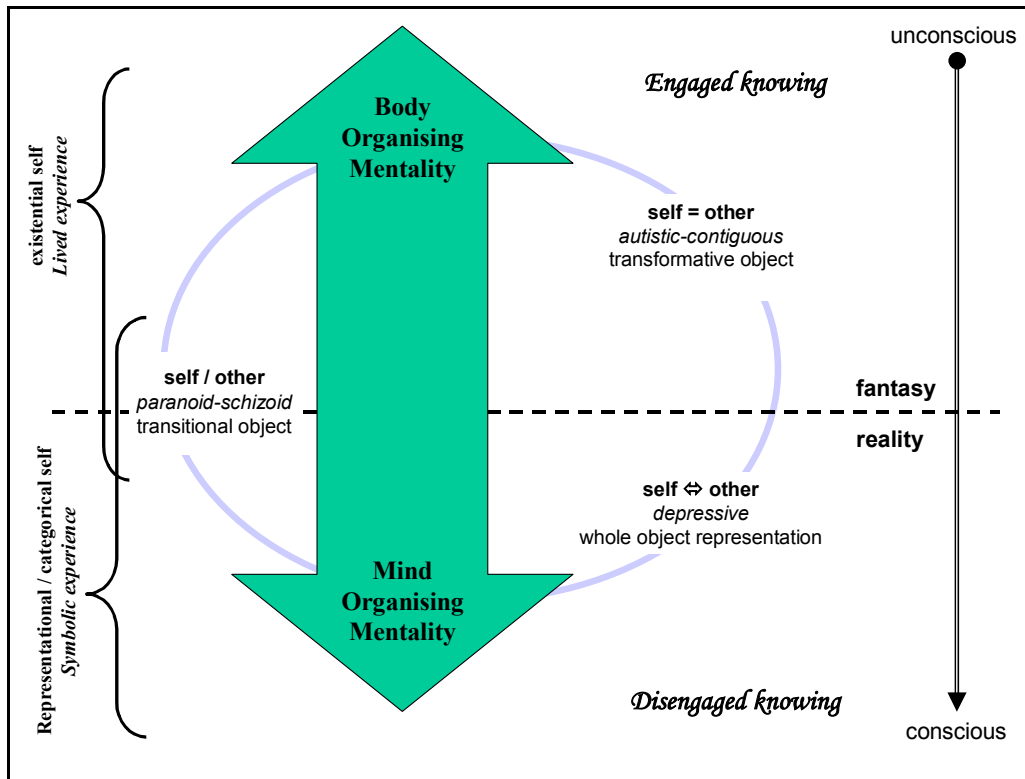 unconscious
Engaged knowing
Body
Organising
Mentality
existential self
Lived experience
self = other
autistic-contiguous
transformative object
self / other
paranoid-schizoid
transitional object
fantasy
reality
Representational / categorical self
Symbolic experience
self ⇔ other
depressive
whole object representation
Mind
Organising
Mentality
Disengaged knowing
conscious